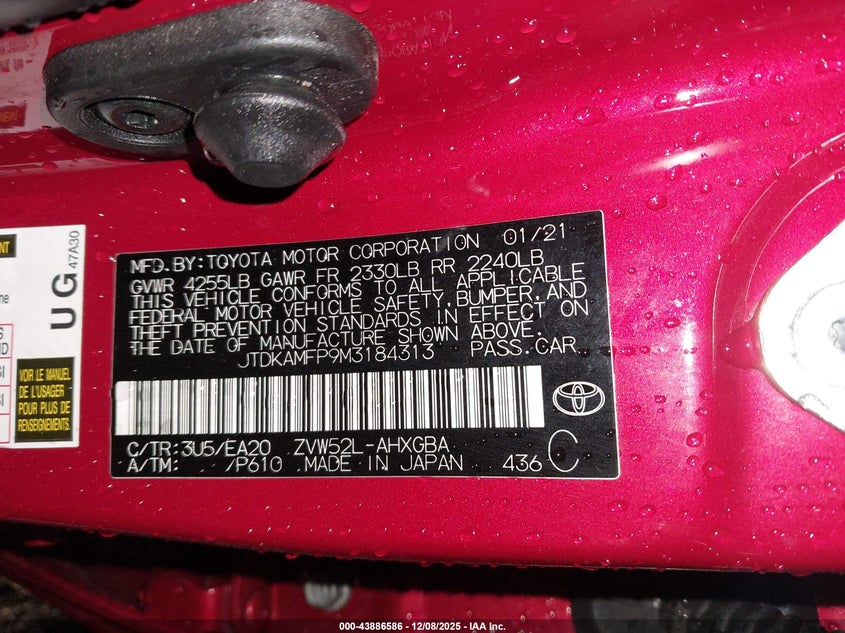 MFD.BY:TOYOTA MOTOR CORPORATION 01/21
GVWR 4255LB GAWR FR 2330LB RR 2240LB
THIS VEHICLE CONFORMS TO ALL APPLICABLE
FEDERAL MOTOR VEHICLE SAFETY,BUMPER,AND
THEFT PREVENTION STANDARDS IN EFFECT ON
THE DATE OF MANUFACTURE SHOWN ABOVE.
JTDKAMFP9M3184313 PASS.CAR
C/TR:3U5/EA20 ZVW52L-AHXGBA
A/TM: /P610 MADE IN JAPAN 436 C
UG
47A30
VOIR LE MANUEL
DE L'USAGER
POUR PLUS DE
RENSEIGNEMENTS.
000-43886586 | 12/08/2025 | © IAA, Inc.